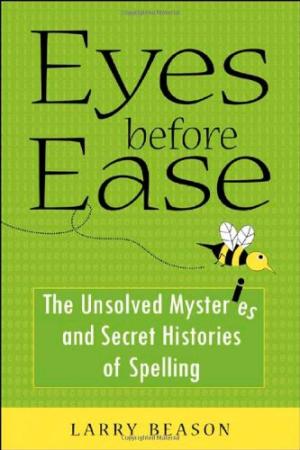 Eyes
before
Ease
The Unsolved Mysteries
and Secret Histories
of Spelling
LARRY BEASON